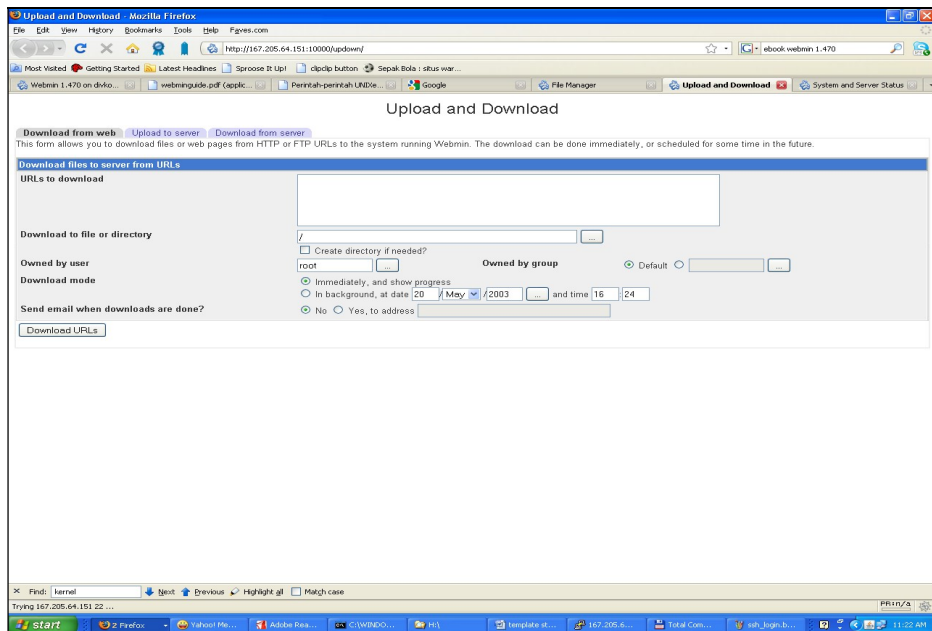 Upload and Download - Mozilla Firefox
File Edit View History Bookmarks Tools Help Faves.com
http://167.205.64.151:10000/updown/
ebook webmin 1.470
Most Visited Getting Started Latest Headlines Sproose It Up! clipclip button Sepak Bola : situs war...
Webmin 1.470 on divko... webminguide.pdf (applic... Perintah-perintah UNIXe... Google File Manager Upload and Download System and Server Status
Upload and Download
Download from web Upload to server Download from server
This form allows you to download files or web pages from HTTP or FTP URLs to the system running Webmin. The download can be done immediately, or scheduled for some time in the future.
Download files to server from URLs
URLs to download
Download to file or directory / ...
Create directory if needed?
Owned by user root ... Owned by group Default ...
Download mode Immediately, and show progress
In background, at date 20 / May / 2003 ... and time 16 : 24
Send email when downloads are done? No Yes, to address
Download URLs
Find: kernel Next Previous Highlight all Match case
Trying 167.205.64.151 22 ... PR: n/a
start 2 Firefox Yahoo! Me... Adobe Rea... C:\WINDO... H:\ template st... 167.205.6... Total Com... ssh_login.b... 11:22 AM